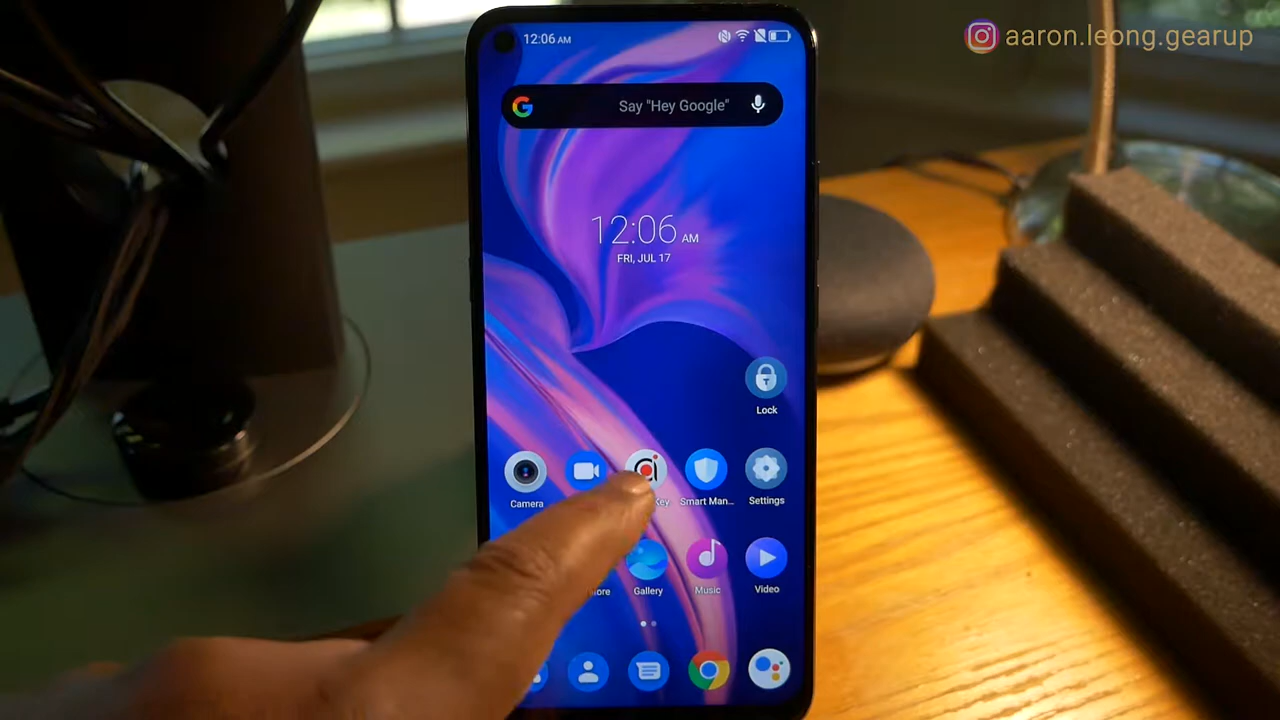 aaron.leong.gearup
12:06 AM
Say "Hey Google"
12:06 AM
FRI, JUL 17
Lock
Camera
Key
Smart Man...
Settings
Gallery
Music
Video